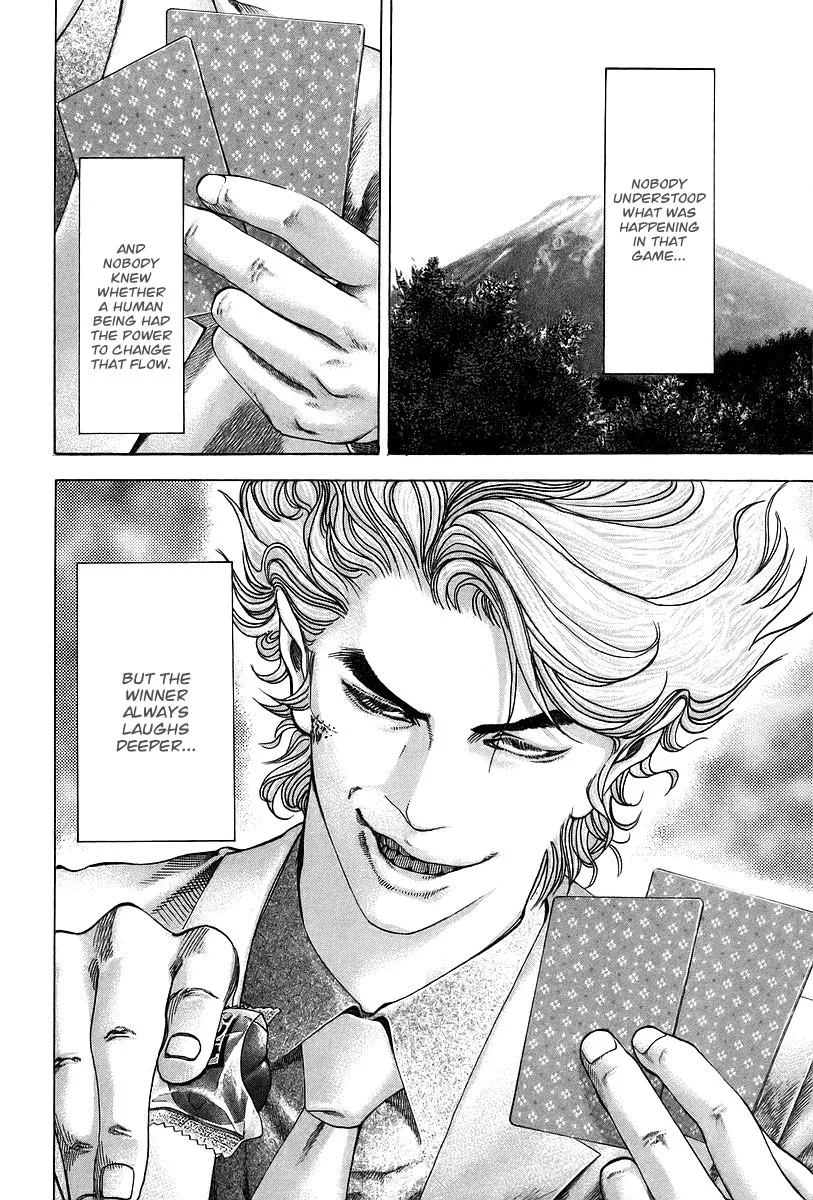 NOBODY
UNDERSTOOD
WHAT WAS
HAPPENING
IN THAT
GAME...
AND
NOBODY
KNEW
WHETHER
A HUMAN
BEING HAD
THE POWER
TO CHANGE
THAT FLOW.
BUT THE
WINNER
ALWAYS
LAUGHS
DEEPER...